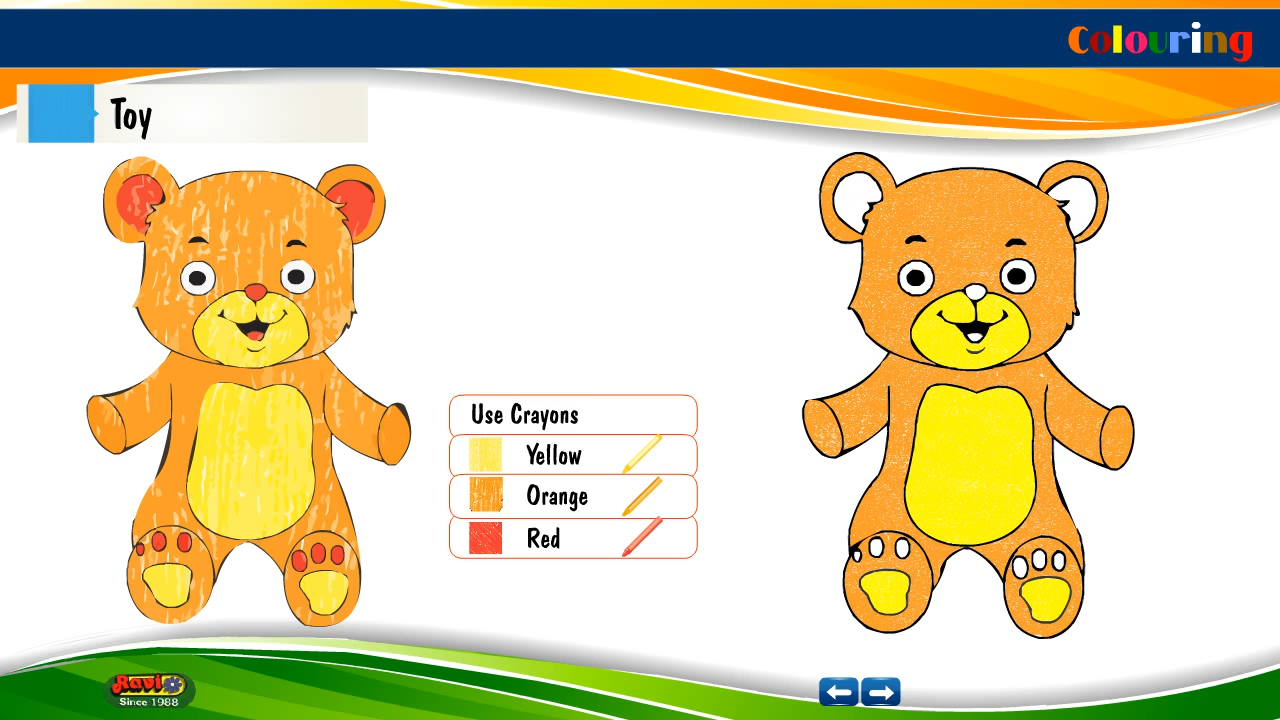 Colouring
Toy
Use Crayons
Yellow
Orange
Red
Ravi
Since 1988